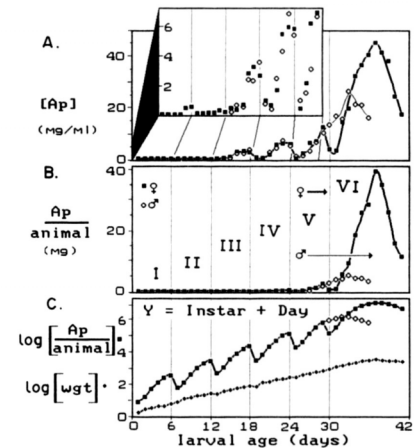 A.
6
4
2
40
[Ap]
(mg/ml)
20
0
B.
40
■ ♀
○ ♂
♀→ VI
Ap
animal
(mg)
20
I II III IV V
♂ →
0
C.
Y = Instar + Day
log [Ap/animal] ■
6
4
log [wgt] •
2
0
0 6 12 18 24 30 36 42
larval age (days)